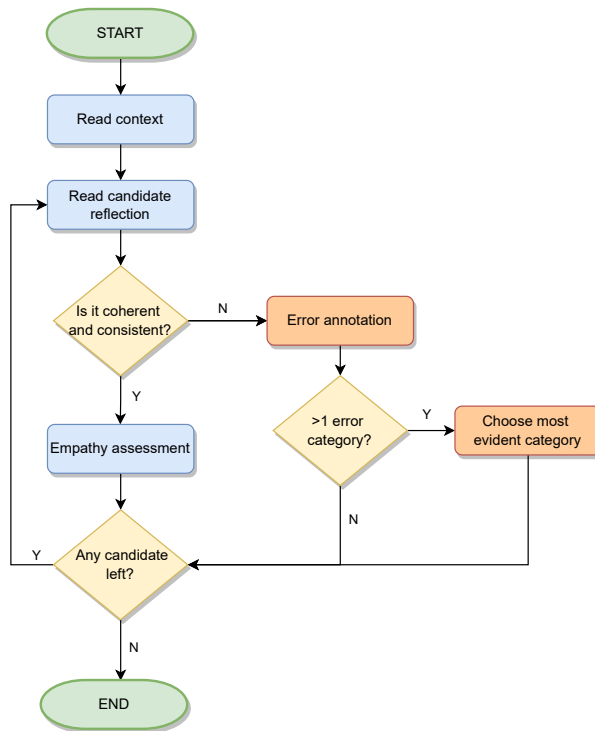 START
Read context
Read candidate
reflection
Is it coherent
and consistent?
N
Error annotation
Y
>1 error
category?
Y
Choose most
evident category
Empathy assessment
N
Any candidate
left?
Y
N
END